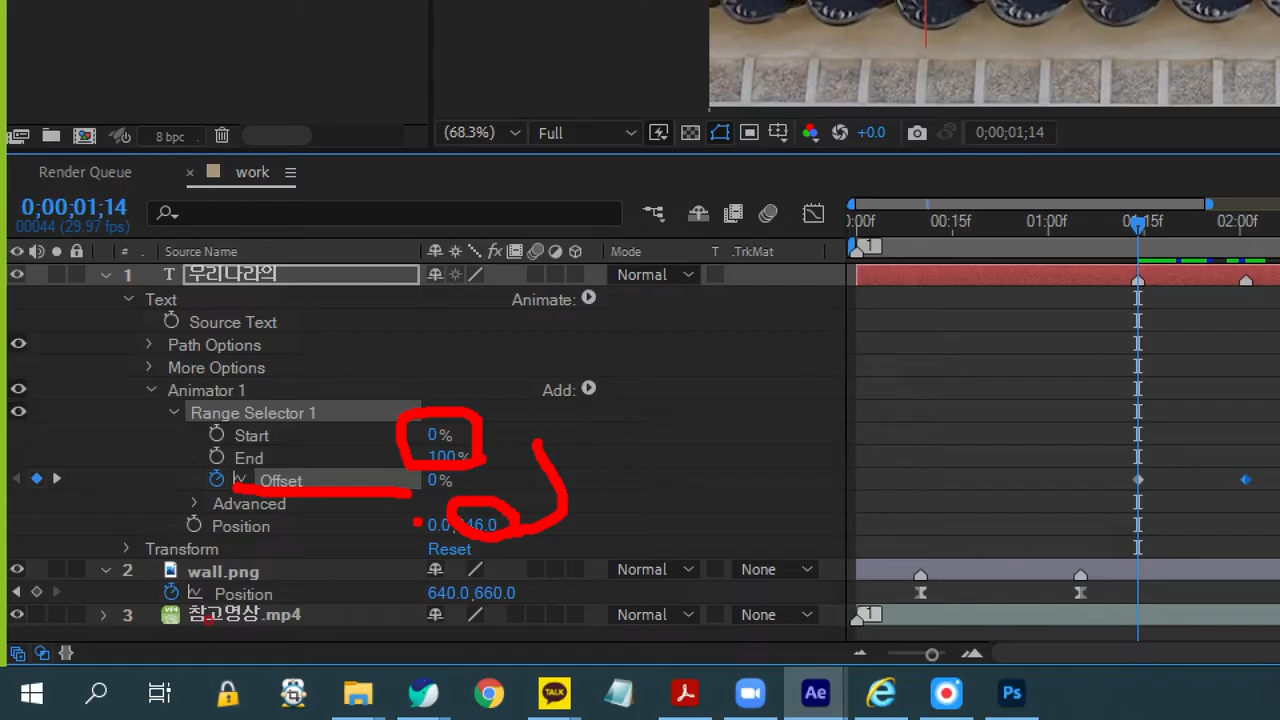 8 bpc
(68.3%) Full +0.0 0;00;01;14
Render Queue × work
0;00;01;14
00044 (29.97 fps)
0:00f 00:15f 01:00f 01:15f 02:00f
# Source Name Mode T .TrkMat
1
1 T 우리나라의 Normal
Text Animate:
Source Text
Path Options
More Options
Animator 1 Add:
Range Selector 1
Start 0%
End 100%
Offset 0%
Advanced
Position
Transform Reset
2 wall.png Normal None
Position 640.0,660.0
3 참고영상.mp4 Normal None
1
TALK
Ae
Ps